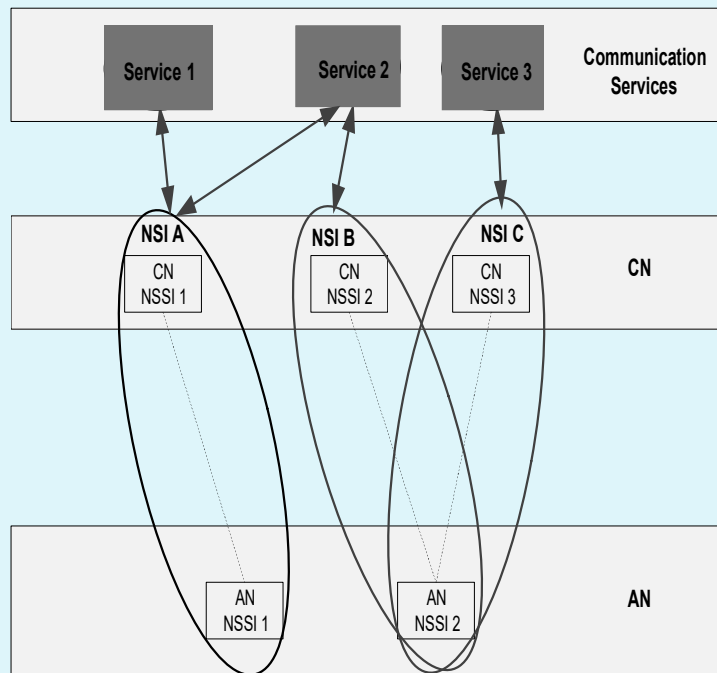 Service 1
Service 2
Service 3
Communication
Services
NSI A
NSI B
NSI C
CN
NSSI 1
CN
NSSI 2
CN
NSSI 3
CN
AN
NSSI 1
AN
NSSI 2
AN